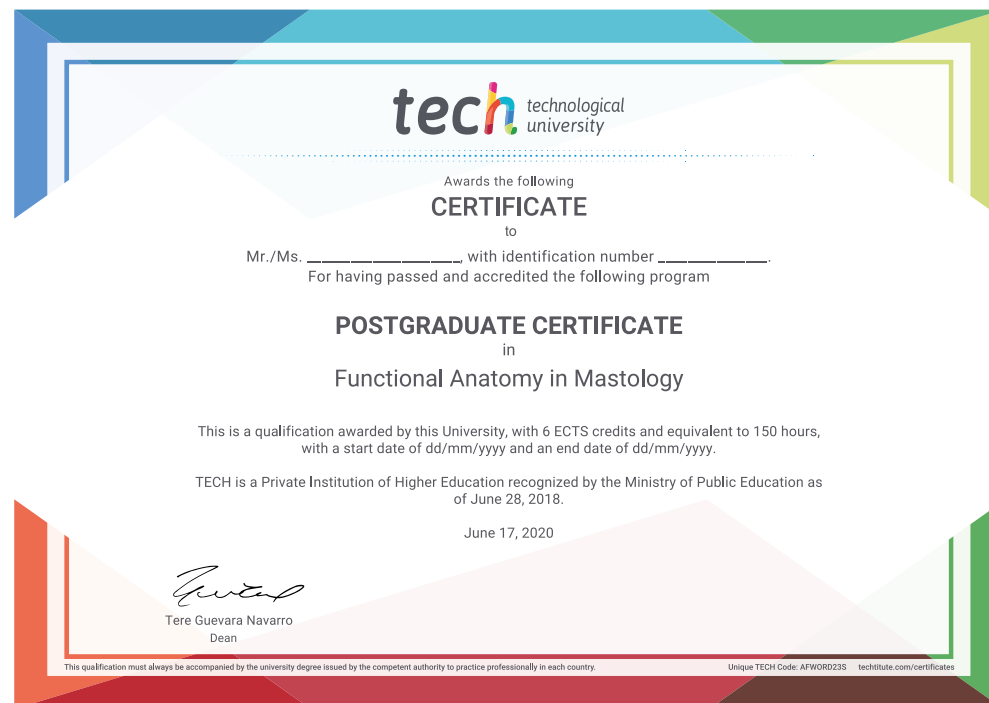 tech technological
university
Awards the following
CERTIFICATE
to
Mr./Ms. ____________________, with identification number ______________.
For having passed and accredited the following program
POSTGRADUATE CERTIFICATE
in
Functional Anatomy in Mastology
This is a qualification awarded by this University, with 6 ECTS credits and equivalent to 150 hours,
with a start date of dd/mm/yyyy and an end date of dd/mm/yyyy.
TECH is a Private Institution of Higher Education recognized by the Ministry of Public Education as
of June 28, 2018.
June 17, 2020
Tere Guevara Navarro
Dean
This qualification must always be accompanied by the university degree issued by the competent authority to practice professionally in each country.
Unique TECH Code: AFWORD23S techtitute.com/certificates